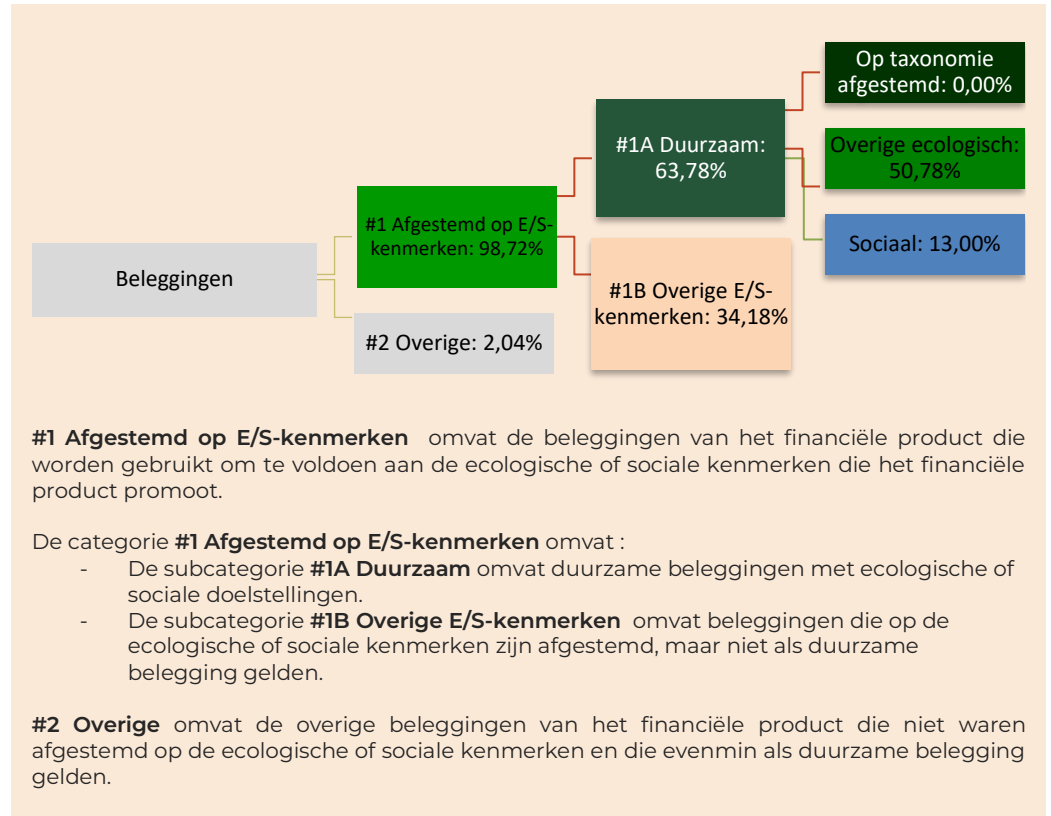 Op taxonomie
afgestemd: 0,00%
#1A Duurzaam:
63,78%
Overige ecologisch:
50,78%
#1 Afgestemd op E/S-
kenmerken: 98,72%
Sociaal: 13,00%
Beleggingen
#1B Overige E/S-
kenmerken: 34,18%
#2 Overige: 2,04%
#1 Afgestemd op E/S-kenmerken omvat de beleggingen van het financiële product die
worden gebruikt om te voldoen aan de ecologische of sociale kenmerken die het financiële
product promoot.
De categorie #1 Afgestemd op E/S-kenmerken omvat :
- De subcategorie #1A Duurzaam omvat duurzame beleggingen met ecologische of
sociale doelstellingen.
- De subcategorie #1B Overige E/S-kenmerken omvat beleggingen die op de
ecologische of sociale kenmerken zijn afgestemd, maar niet als duurzame
belegging gelden.
#2 Overige omvat de overige beleggingen van het financiële product die niet waren
afgestemd op de ecologische of sociale kenmerken en die evenmin als duurzame belegging
gelden.